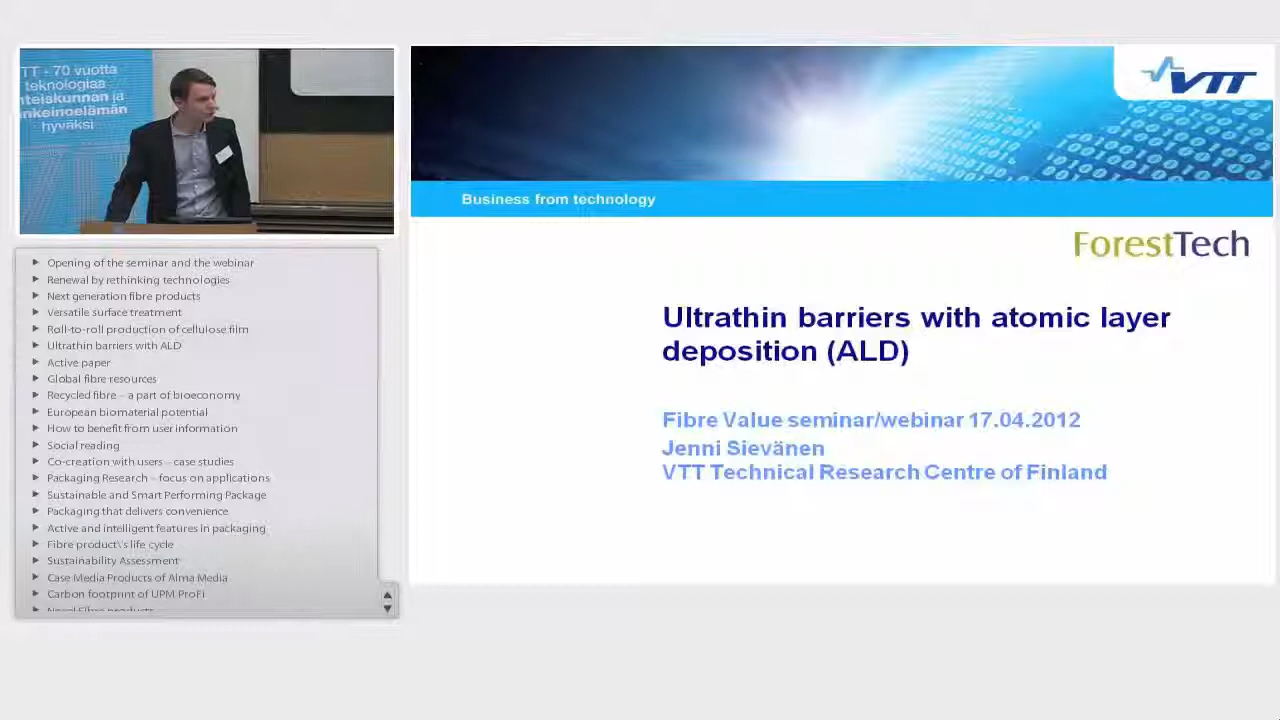 TT - 70 vuotta
teknologiaa
hteiskunnan ja
nkeinoelämän
hyväksi
VTT
Business from technology
ForestTech
Ultrathin barriers with atomic layer
deposition (ALD)
Fibre Value seminar/webinar 17.04.2012
Jenni Sievänen
VTT Technical Research Centre of Finland
Opening of the seminar and the webinar
Renewal by rethinking technologies
Next generation fibre products
Versatile surface treatment
Roll-to-roll production of cellulose film
Ultrathin barriers with ALD
Active paper
Global fibre resources
Recycled fibre – a part of bioeconomy
European biomaterial potential
How to benefit from user information
Social reading
Co-creation with users – case studies
Packaging Research – focus on applications
Sustainable and Smart Performing Package
Packaging that delivers convenience
Active and intelligent features in packaging
Fibre product\'s life cycle
Sustainability Assessment
Case Media Products of Alma Media
Carbon footprint of UPM ProFi
Novel Fibre products